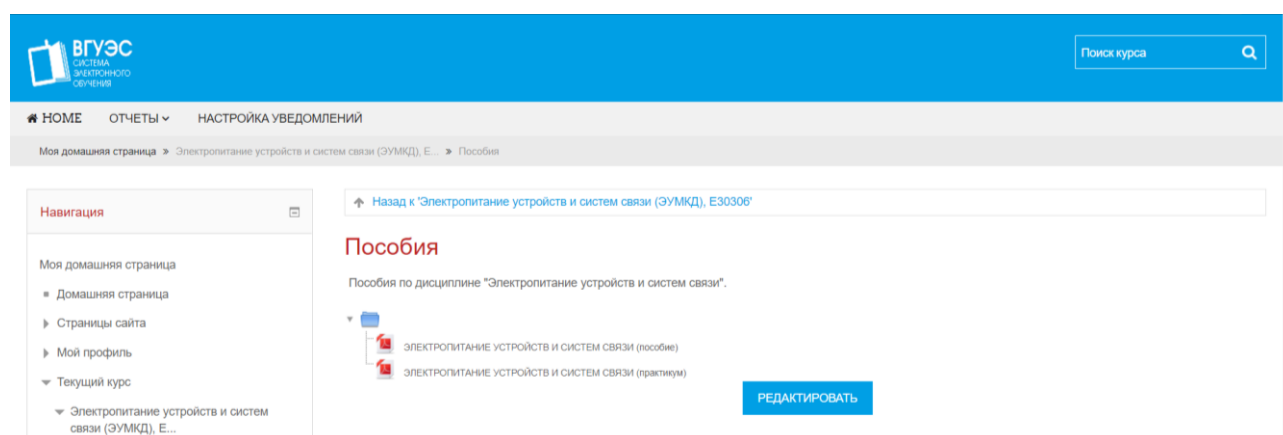 ВГУЭС
СИСТЕМА
ЭЛЕКТРОННОГО
ОБУЧЕНИЯ
Поиск курса
HOME ОТЧЕТЫ НАСТРОЙКА УВЕДОМЛЕНИЙ
Моя домашняя страница » Электропитание устройств и систем связи (ЭУМКД), Е... » Пособия
Навигация
Моя домашняя страница
Домашняя страница
Страницы сайта
Мой профиль
Текущий курс
Электропитание устройств и систем
связи (ЭУМКД), Е...
Назад к 'Электропитание устройств и систем связи (ЭУМКД), Е30306'
Пособия
Пособия по дисциплине "Электропитание устройств и систем связи".
ЭЛЕКТРОПИТАНИЕ УСТРОЙСТВ И СИСТЕМ СВЯЗИ (пособие)
ЭЛЕКТРОПИТАНИЕ УСТРОЙСТВ И СИСТЕМ СВЯЗИ (практикум)
РЕДАКТИРОВАТЬ